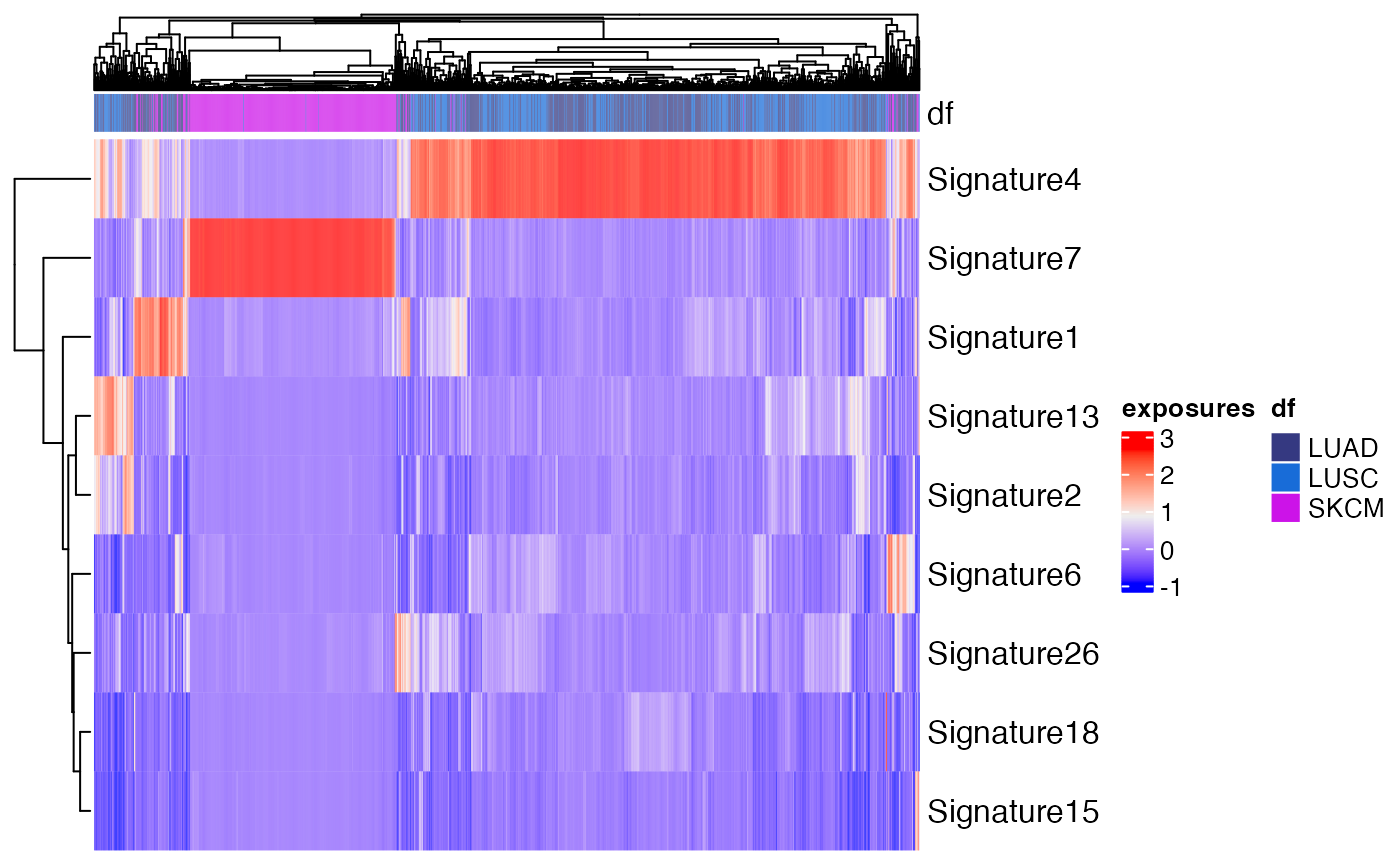 df
Signature4
Signature7
Signature1
Signature13
Signature2
Signature6
Signature26
Signature18
Signature15
exposures
3
2
1
0
-1
df
LUAD
LUSC
SKCM